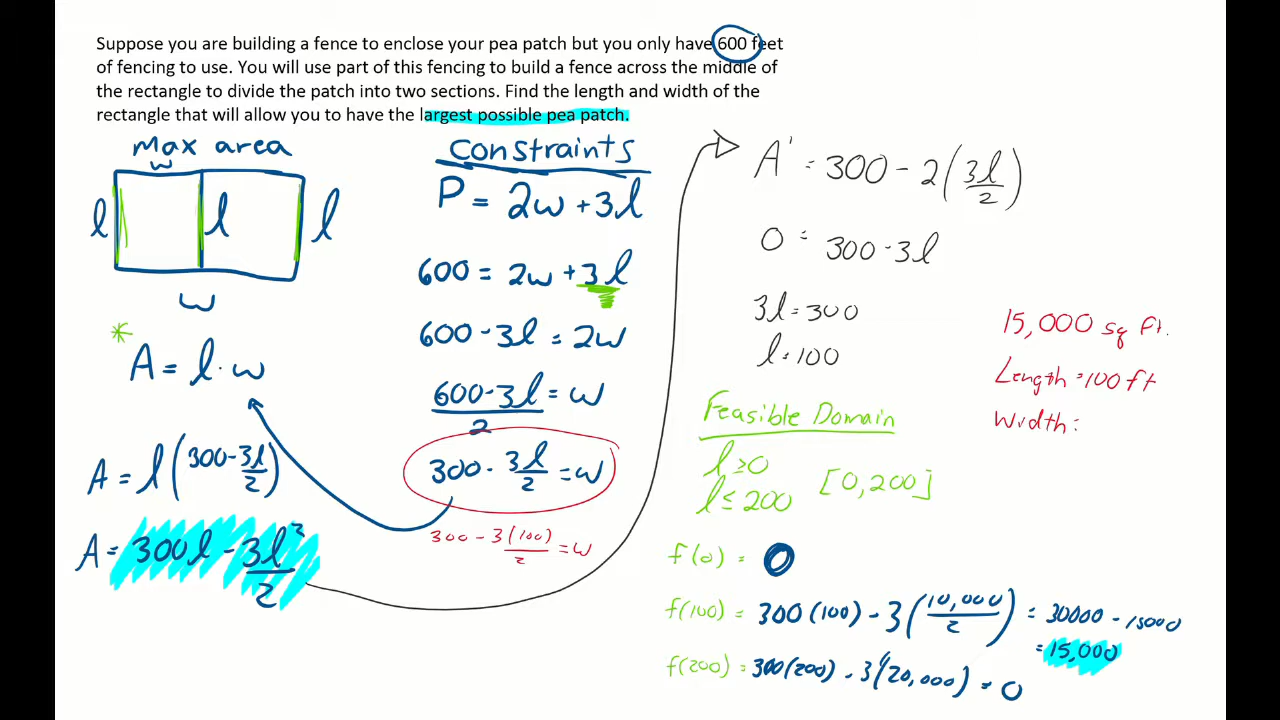 Suppose you are building a fence to enclose your pea patch but you only have 600 feet
of fencing to use. You will use part of this fencing to build a fence across the middle of
the rectangle to divide the patch into two sections. Find the length and width of the
rectangle that will allow you to have the largest possible pea patch.
Max area
w
l l l
w
* A = l · w
A = l(300 - 3l/2)
A = 300l - 3l²/2
Constraints
P = 2w + 3l
600 = 2w + 3l
600 - 3l = 2w
600 - 3l / 2 = w
300 - 3l/2 = w
300 - 3(100)/2 = w
A' = 300 - 2(3l/2)
0 = 300 - 3l
3l = 300
l = 100
Feasible Domain
l ≥ 0
l ≤ 200 [0,200]
f(0) = 0
f(100) = 300(100) - 3(10,000/2) = 30000 - 15000
= 15,000
f(200) = 300(200) - 3(20,000) = 0
15,000 sq ft.
Length = 100 ft
Width: